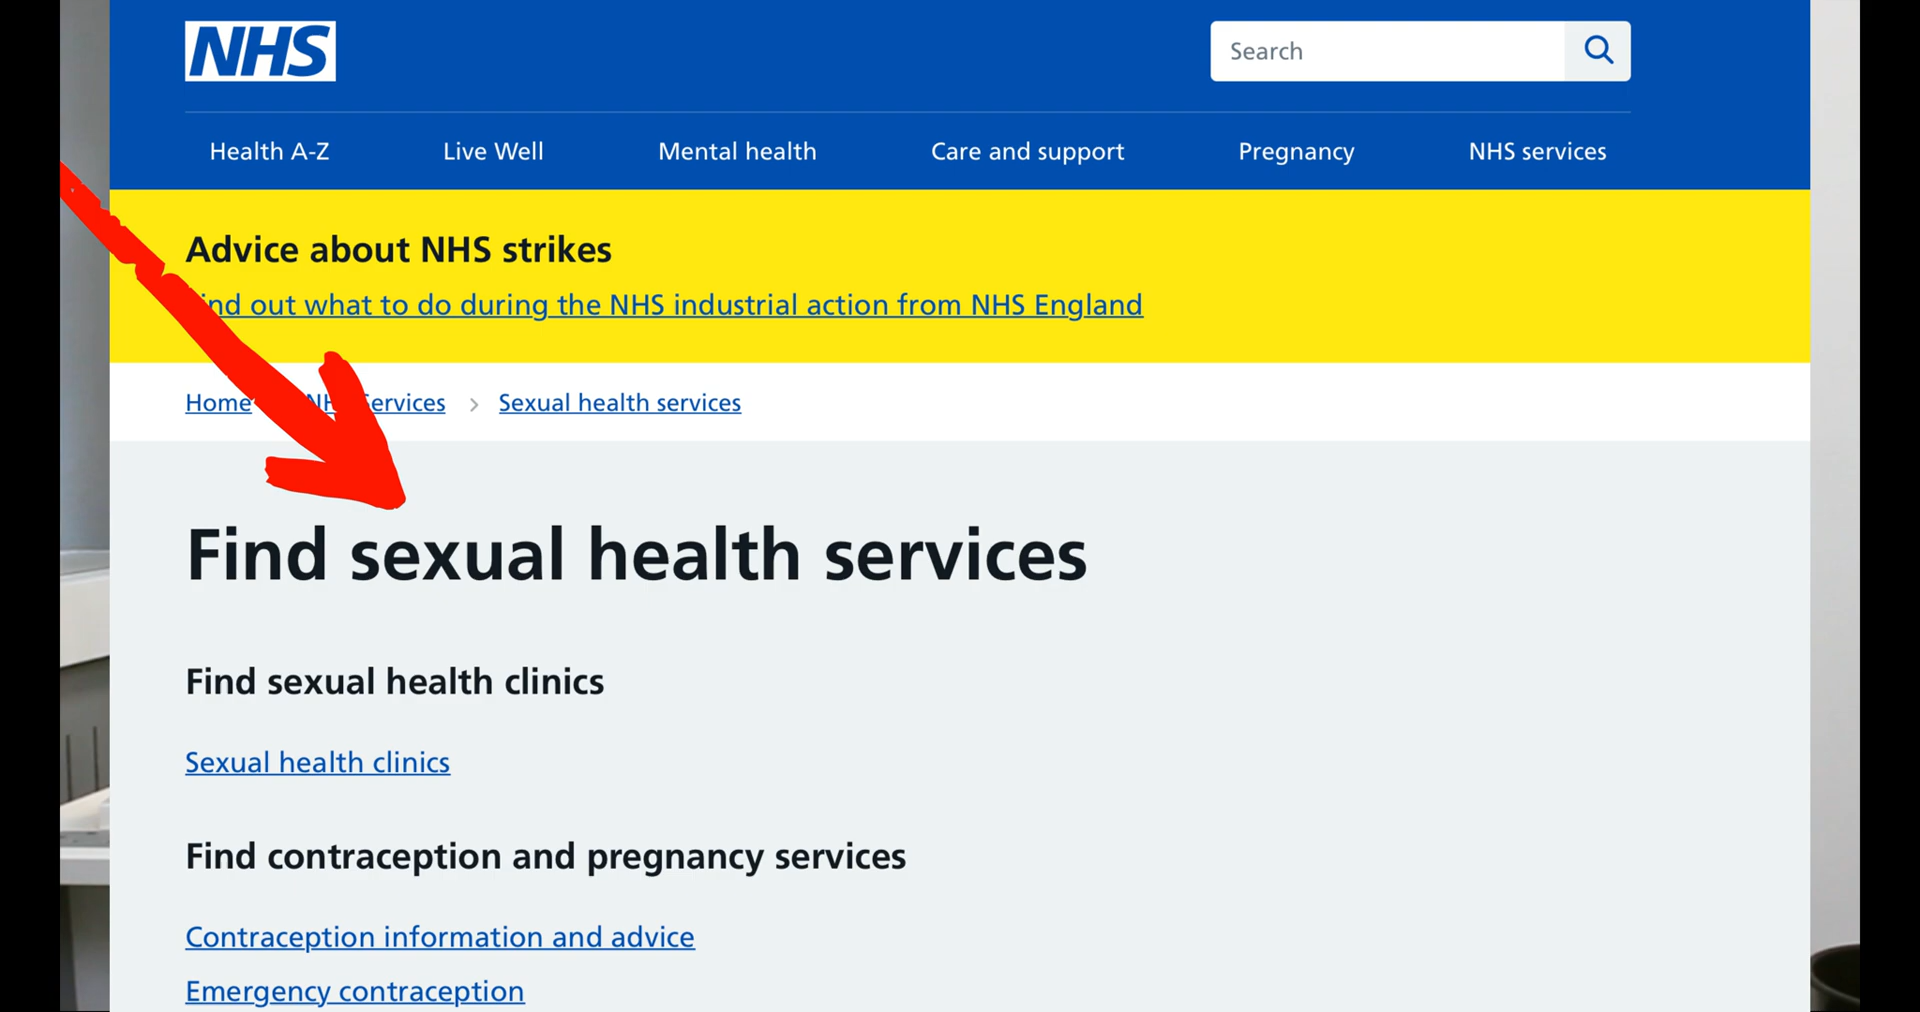 NHS
Search
Health A-Z
Live Well
Mental health
Care and support
Pregnancy
NHS services
Advice about NHS strikes
out what to do during the NHS industrial action from NHS England
Home
Sexual health services
Find sexual health services
Find sexual health clinics
Sexual health clinics
Find contraception and pregnancy services
Contraception information and advice
Emergency contraception